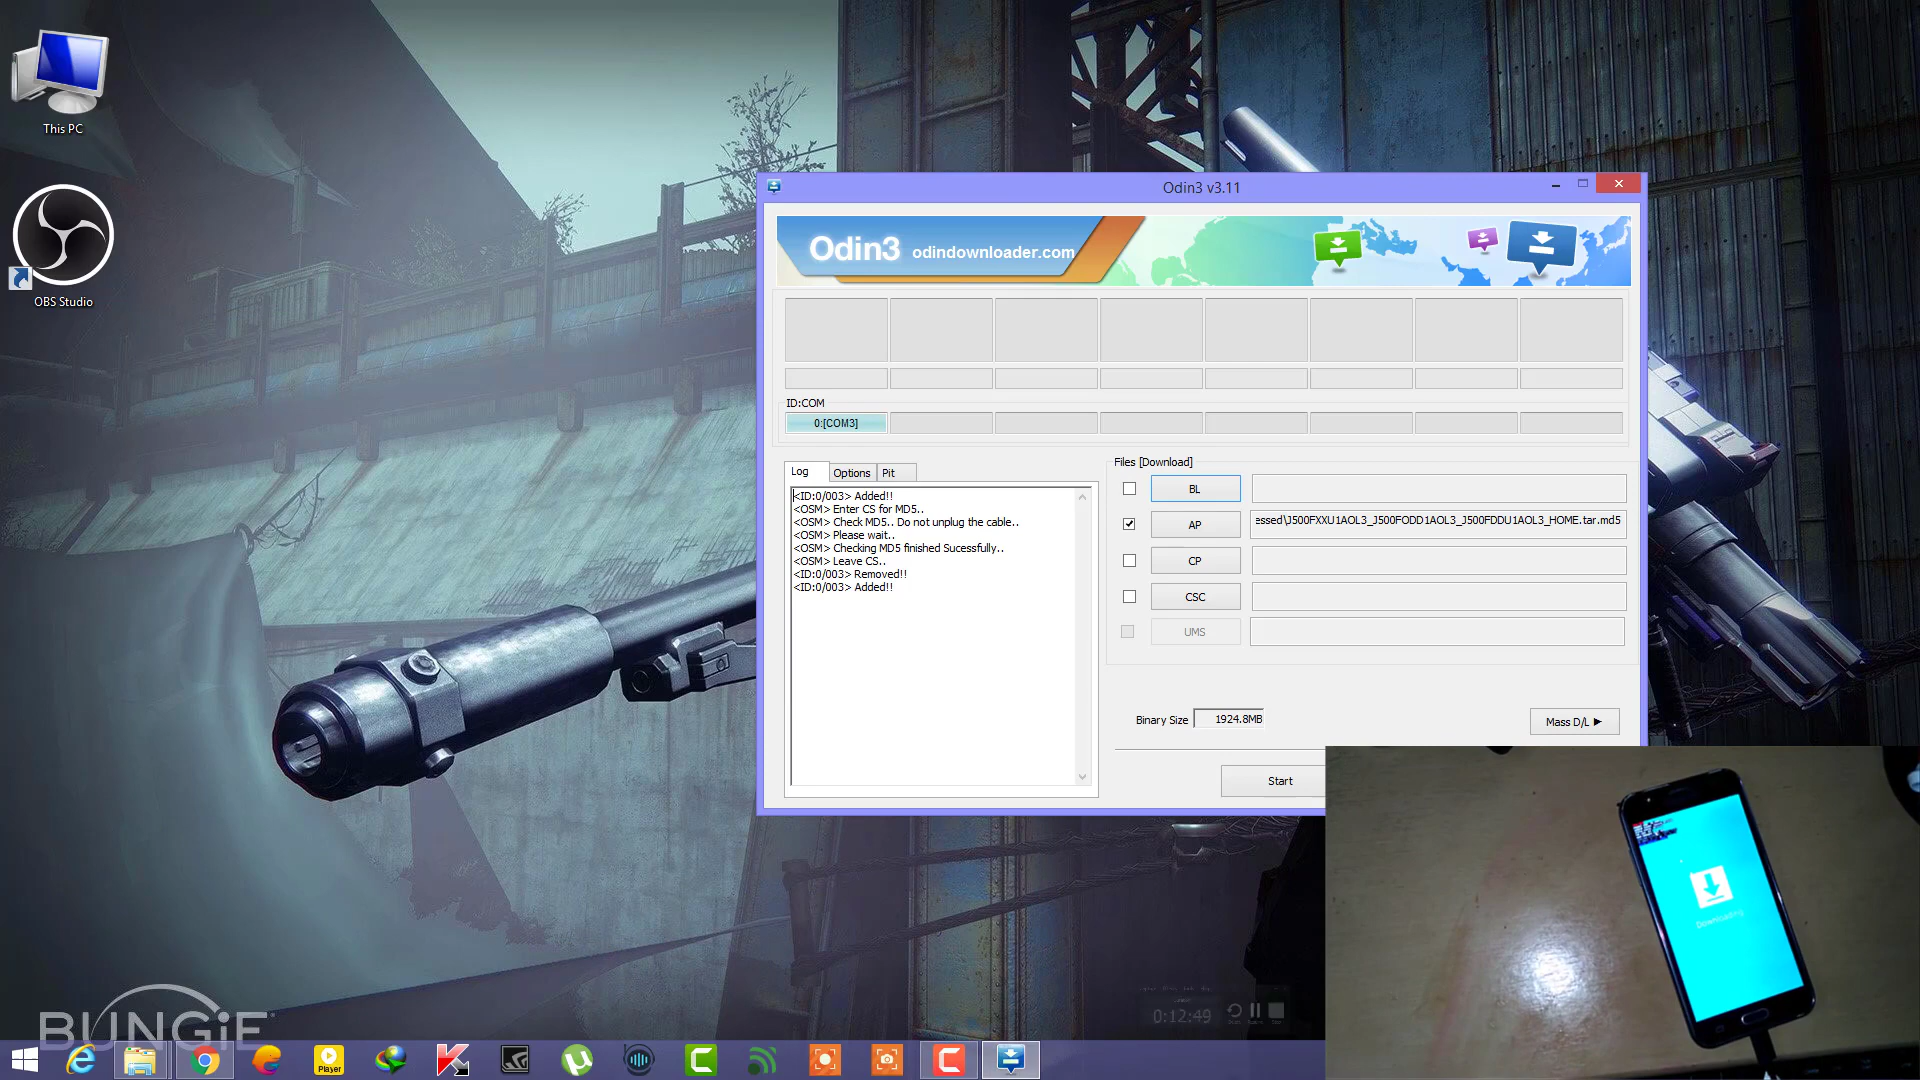 This PC
OBS Studio
Odin3 v3.11
Odin3 odindownloader.com
ID:COM
0:[COM3]
Log
Options
Pit
<ID:0/003> Added!!
<OSM> Enter CS for MD5..
<OSM> Check MD5.. Do not unplug the cable..
<OSM> Please wait..
<OSM> Checking MD5 finished Sucessfully..
<OSM> Leave CS..
<ID:0/003> Removed!!
<ID:0/003> Added!!
Files [Download]
BL
AP
essed\J500FXXU1AOL3_J500FODD1AOL3_J500FDDU1AOL3_HOME.tar.md5
CP
CSC
UMS
Binary Size
1924.8MB
Mass D/L
Start
Downloading
0:12:49
BUNGiE
Player